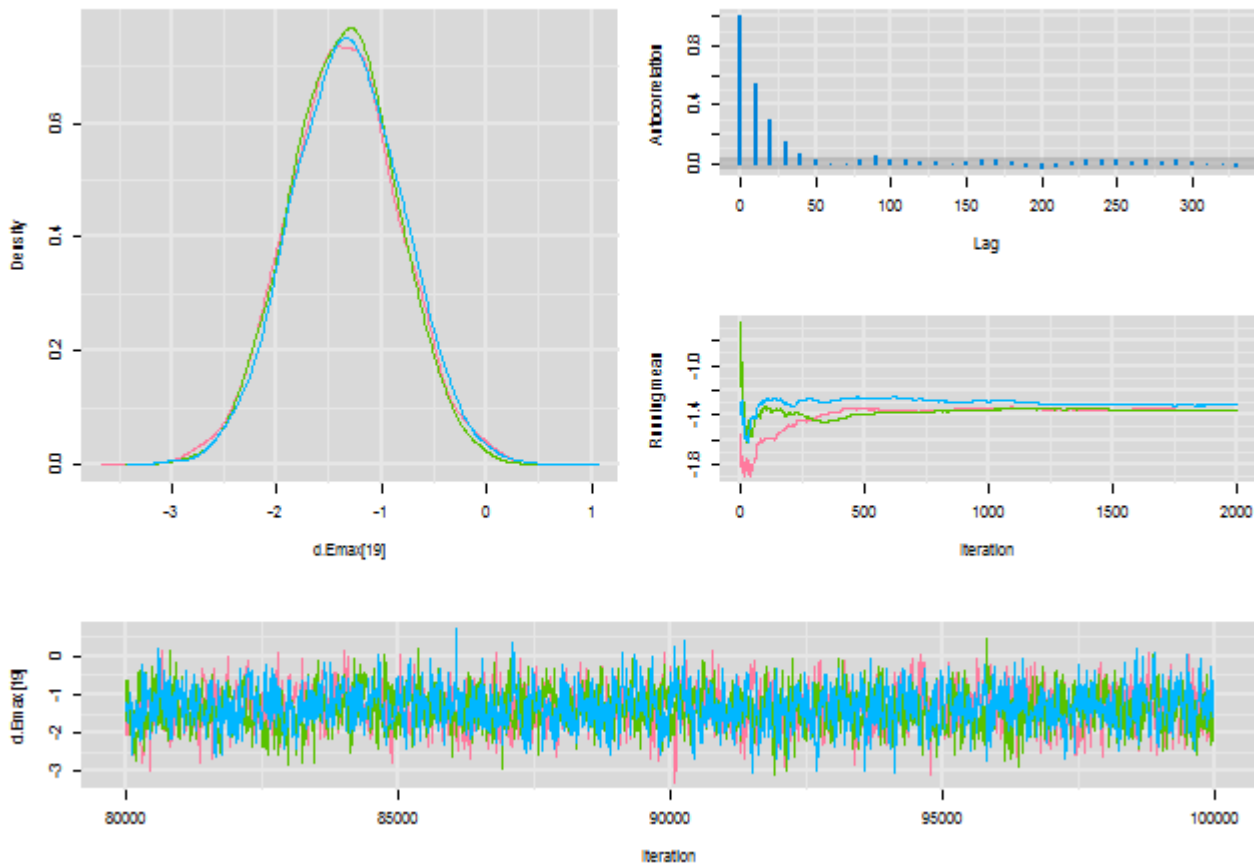 Density
0.0 0.2 0.4 0.6
-3 -2 -1 0 1
d.Emax[19]
Autocorrelation
0.0 0.4 0.8
0 50 100 150 200 250 300
Lag
Running mean
-1.8 -1.4 -1.0
0 500 1000 1500 2000
Iteration
d.Emax[19]
-3 -2 -1 0
80000 85000 90000 95000 100000
Iteration